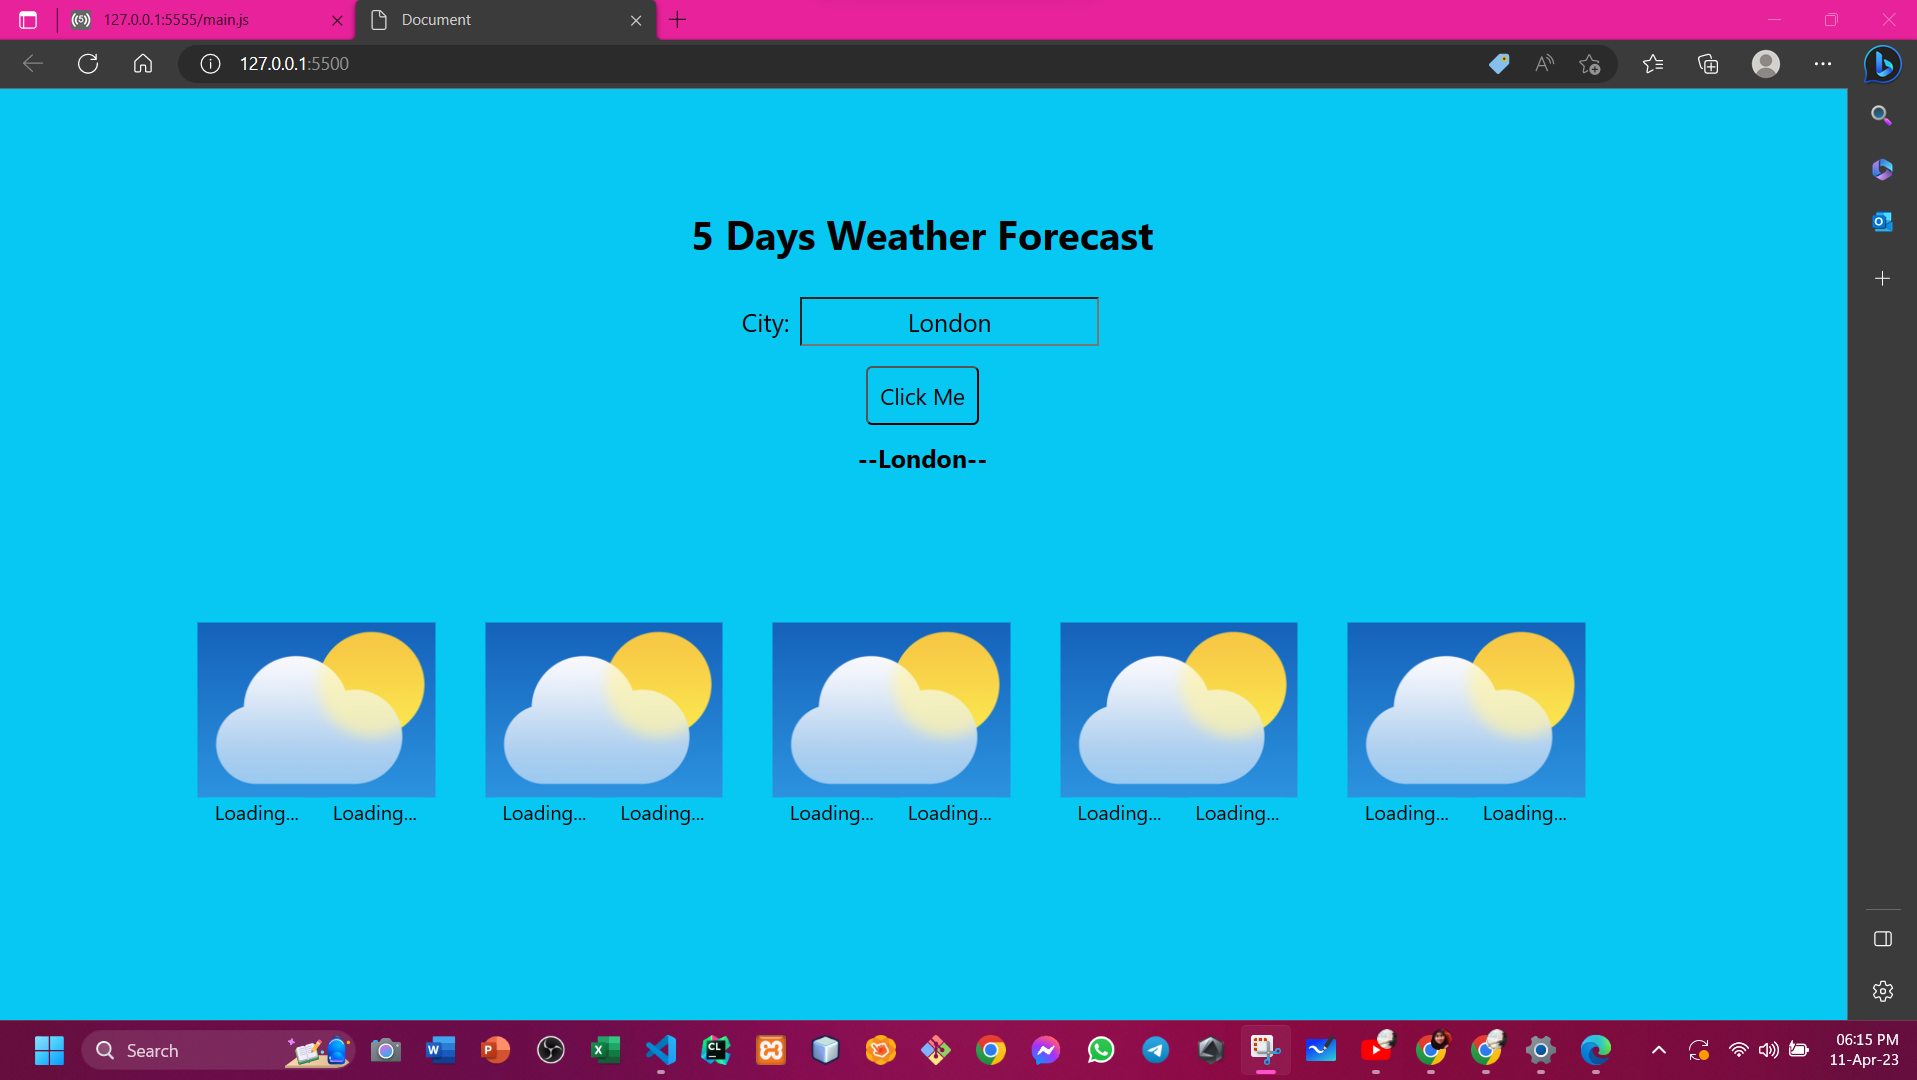 127.0.0.1:5555/main.js
Document
127.0.0.1:5500
5 Days Weather Forecast
City: London
Click Me
--London--
Loading... Loading... Loading... Loading... Loading... Loading... Loading... Loading... Loading... Loading...
Search
06:15 PM
11-Apr-23